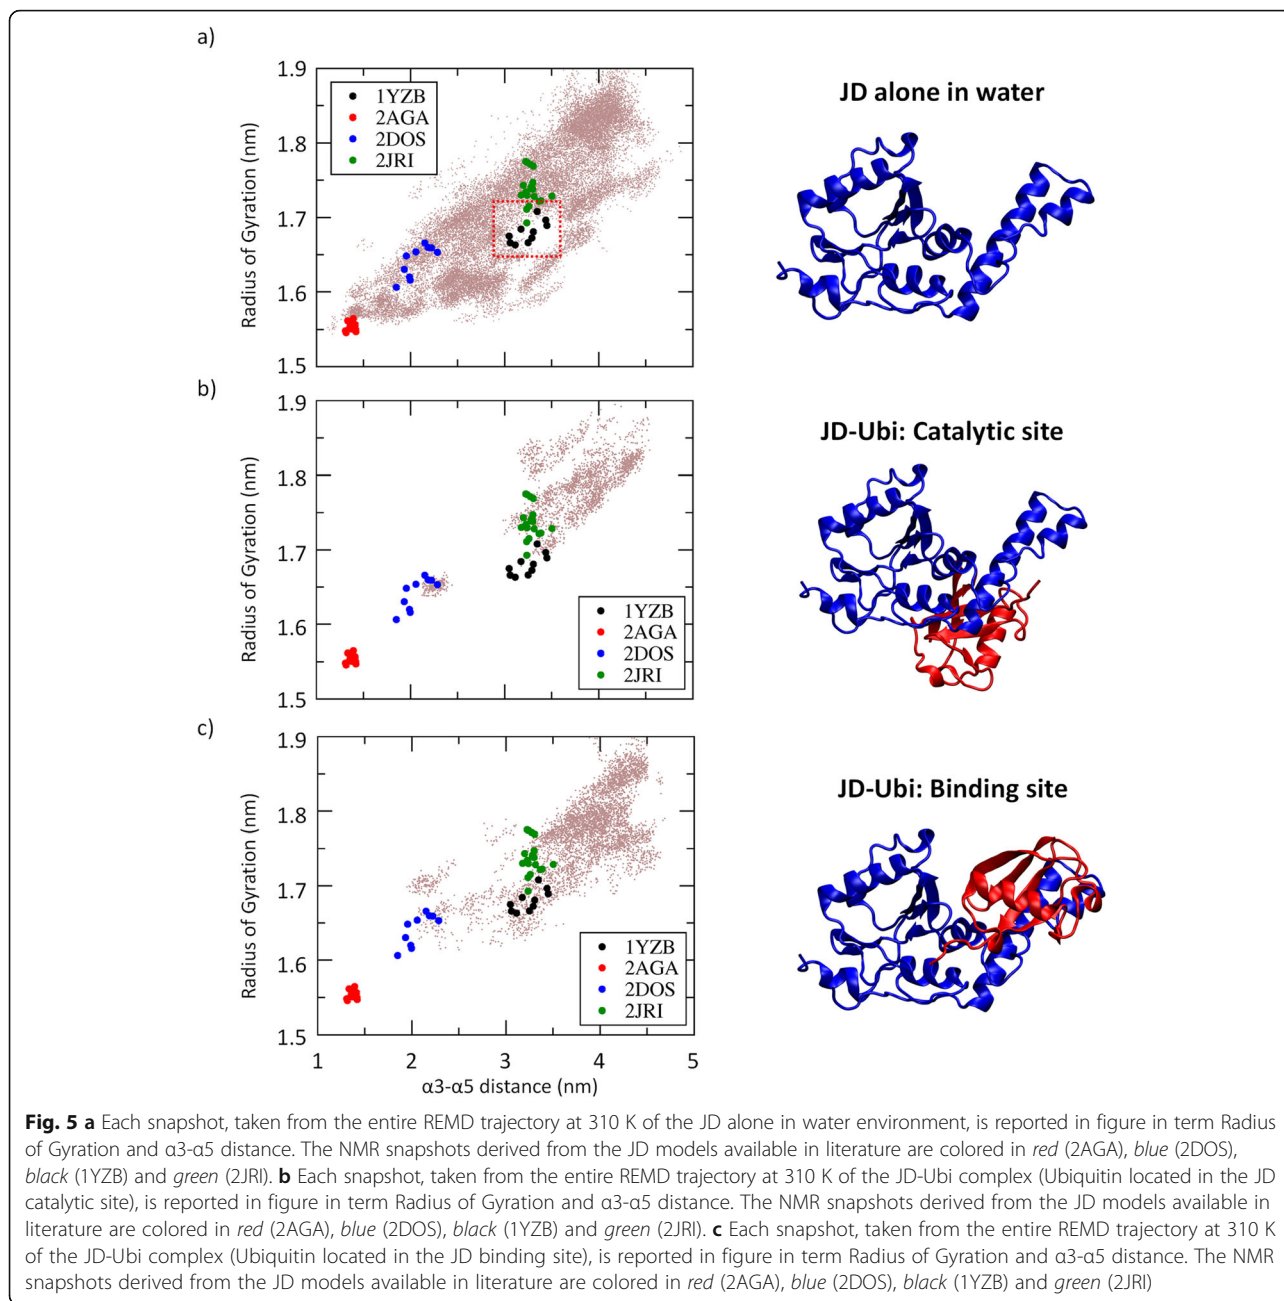 a)
1.9
1.8
1.7
1.6
1.5
Radius of Gyration (nm)
1YZB
2AGA
2DOS
2JRI
JD alone in water
b)
1.9
1.8
1.7
1.6
1.5
Radius of Gyration (nm)
1YZB
2AGA
2DOS
2JRI
JD-Ubi: Catalytic site
c)
1.9
1.8
1.7
1.6
1.5
Radius of Gyration (nm)
1YZB
2AGA
2DOS
2JRI
1 2 3 4 5
α3-α5 distance (nm)
JD-Ubi: Binding site
Fig. 5 a Each snapshot, taken from the entire REMD trajectory at 310 K of the JD alone in water environment, is reported in figure in term Radius
of Gyration and α3-α5 distance. The NMR snapshots derived from the JD models available in literature are colored in red (2AGA), blue (2DOS),
black (1YZB) and green (2JRI). b Each snapshot, taken from the entire REMD trajectory at 310 K of the JD-Ubi complex (Ubiquitin located in the JD
catalytic site), is reported in figure in term Radius of Gyration and α3-α5 distance. The NMR snapshots derived from the JD models available in
literature are colored in red (2AGA), blue (2DOS), black (1YZB) and green (2JRI). c Each snapshot, taken from the entire REMD trajectory at 310 K
of the JD-Ubi complex (Ubiquitin located in the JD binding site), is reported in figure in term Radius of Gyration and α3-α5 distance. The NMR
snapshots derived from the JD models available in literature are colored in red (2AGA), blue (2DOS), black (1YZB) and green (2JRI)